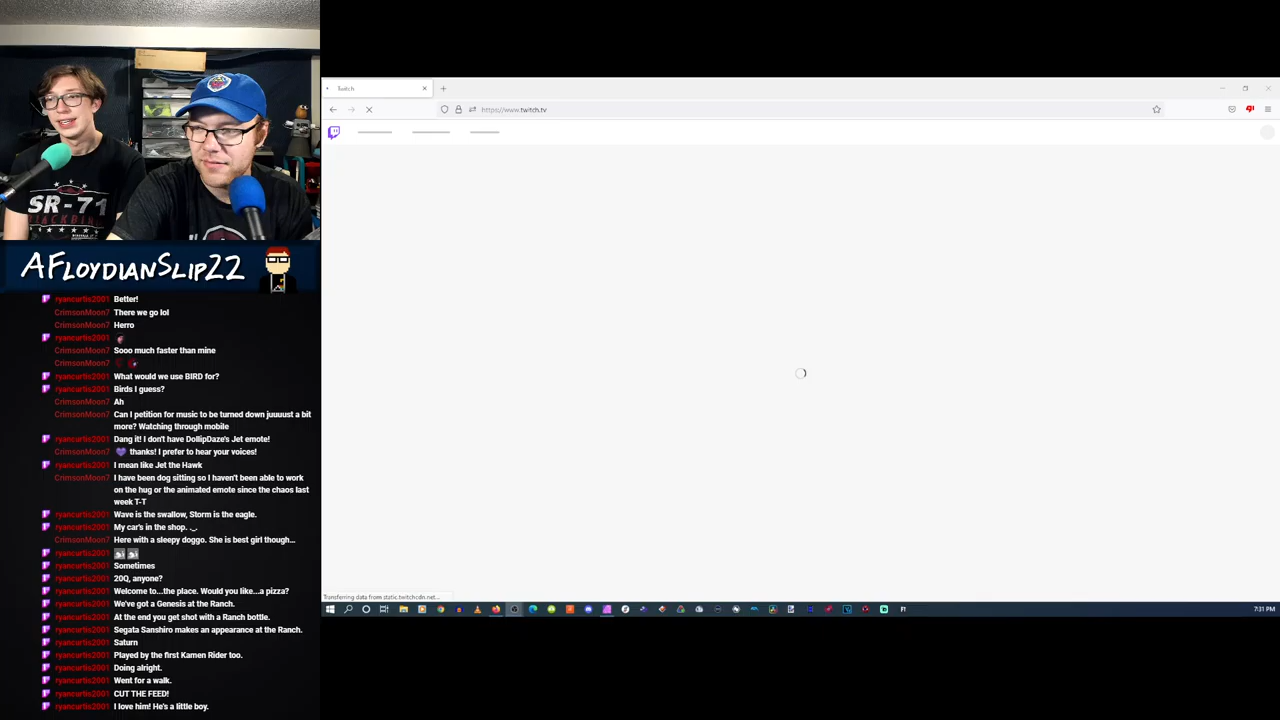 Twitch
https://www.twitch.tv
SR-71
BLACKBIRD
AFloydianSlip22
ryancurtis2001 Better!
CrimsonMoon7 There we go lol
CrimsonMoon7 Herro
ryancurtis2001
CrimsonMoon7 Sooo much faster than mine
CrimsonMoon7
ryancurtis2001 What would we use BIRD for?
ryancurtis2001 Birds I guess?
CrimsonMoon7 Ah
CrimsonMoon7 Can I petition for music to be turned down juuuust a bit
more? Watching through mobile
ryancurtis2001 Dang it! I don't have DollipDaze's Jet emote!
CrimsonMoon7 thanks! I prefer to hear your voices!
ryancurtis2001 I mean like Jet the Hawk
CrimsonMoon7 I have been dog sitting so I haven't been able to work
on the hug or the animated emote since the chaos last
week T-T
ryancurtis2001 Wave is the swallow, Storm is the eagle.
ryancurtis2001 My car's in the shop. ._.
CrimsonMoon7 Here with a sleepy doggo. She is best girl though...
ryancurtis2001
ryancurtis2001 Sometimes
ryancurtis2001 20Q, anyone?
ryancurtis2001 Welcome to...the place. Would you like...a pizza?
ryancurtis2001 We've got a Genesis at the Ranch.
ryancurtis2001 At the end you get shot with a Ranch bottle.
ryancurtis2001 Segata Sanshiro makes an appearance at the Ranch.
ryancurtis2001 Saturn
ryancurtis2001 Played by the first Kamen Rider too.
ryancurtis2001 Doing alright.
ryancurtis2001 Went for a walk.
ryancurtis2001 CUT THE FEED!
ryancurtis2001 I love him! He's a little boy.
Transferring data from static.twitchcdn.net...
7:31 PM